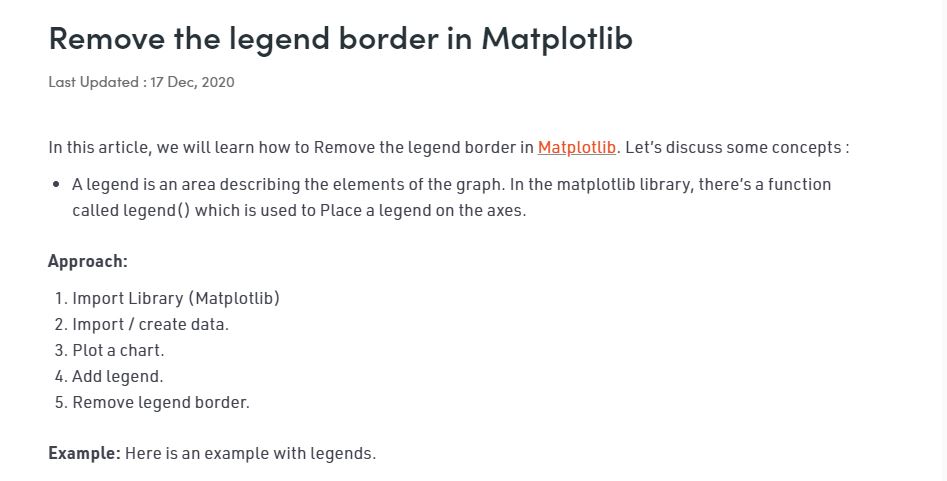 Remove the legend border in Matplotlib
Last Updated : 17 Dec, 2020
In this article, we will learn how to Remove the legend border in Matplotlib. Let's discuss some concepts :
• A legend is an area describing the elements of the graph. In the matplotlib library, there's a function
called legend() which is used to Place a legend on the axes.
Approach:
1. Import Library (Matplotlib)
2. Import / create data.
3. Plot a chart.
4. Add legend.
5. Remove legend border.
Example: Here is an example with legends.